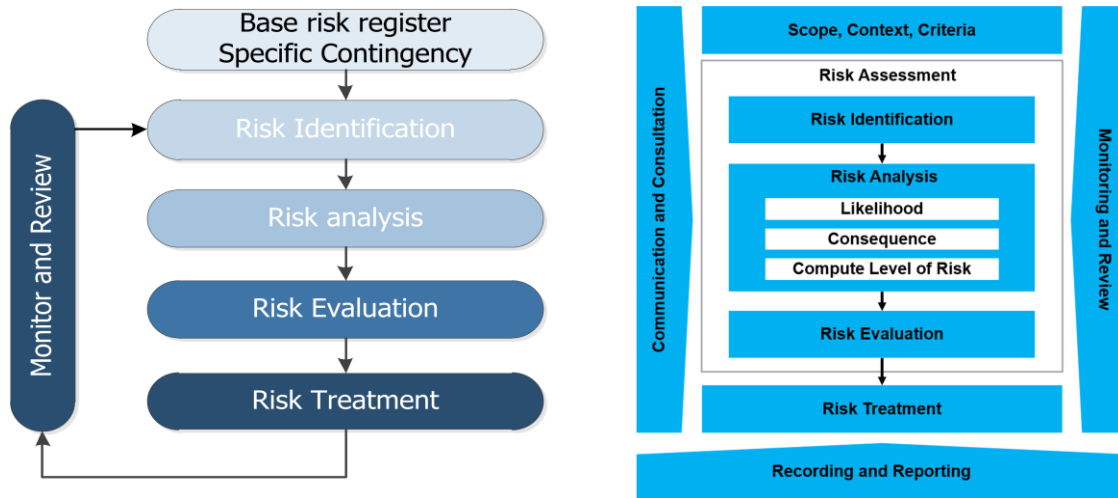 Base risk register
Specific Contingency
Risk Identification
Risk analysis
Risk Evaluation
Risk Treatment
Monitor and Review
Communication and Consultation
Scope, Context, Criteria
Risk Assessment
Risk Identification
Risk Analysis
Likelihood
Consequence
Compute Level of Risk
Risk Evaluation
Risk Treatment
Monitoring and Review
Recording and Reporting